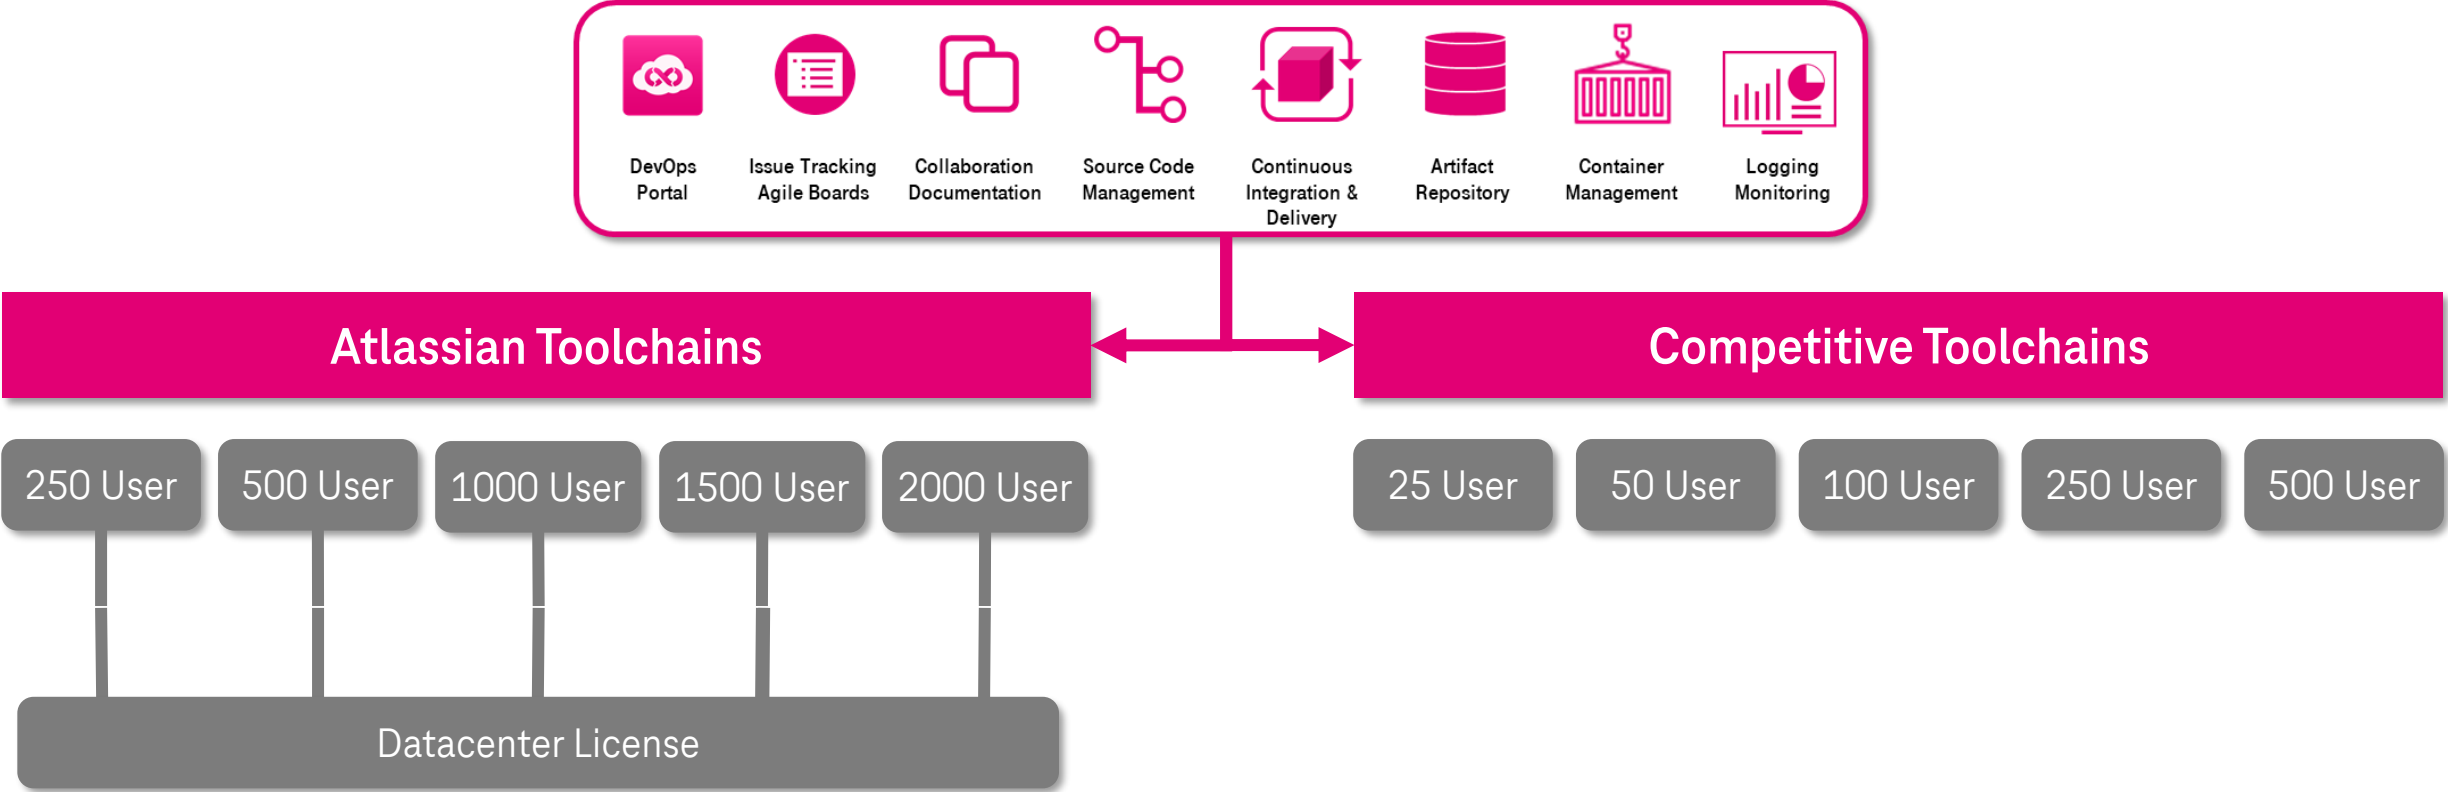 DevOps
Portal
Issue Tracking
Agile Boards
Collaboration
Documentation
Source Code
Management
Continuous
Integration &
Delivery
Artifact
Repository
Container
Management
Logging
Monitoring
Atlassian Toolchains
Competitive Toolchains
250 User
500 User
1000 User
1500 User
2000 User
25 User
50 User
100 User
250 User
500 User
Datacenter License